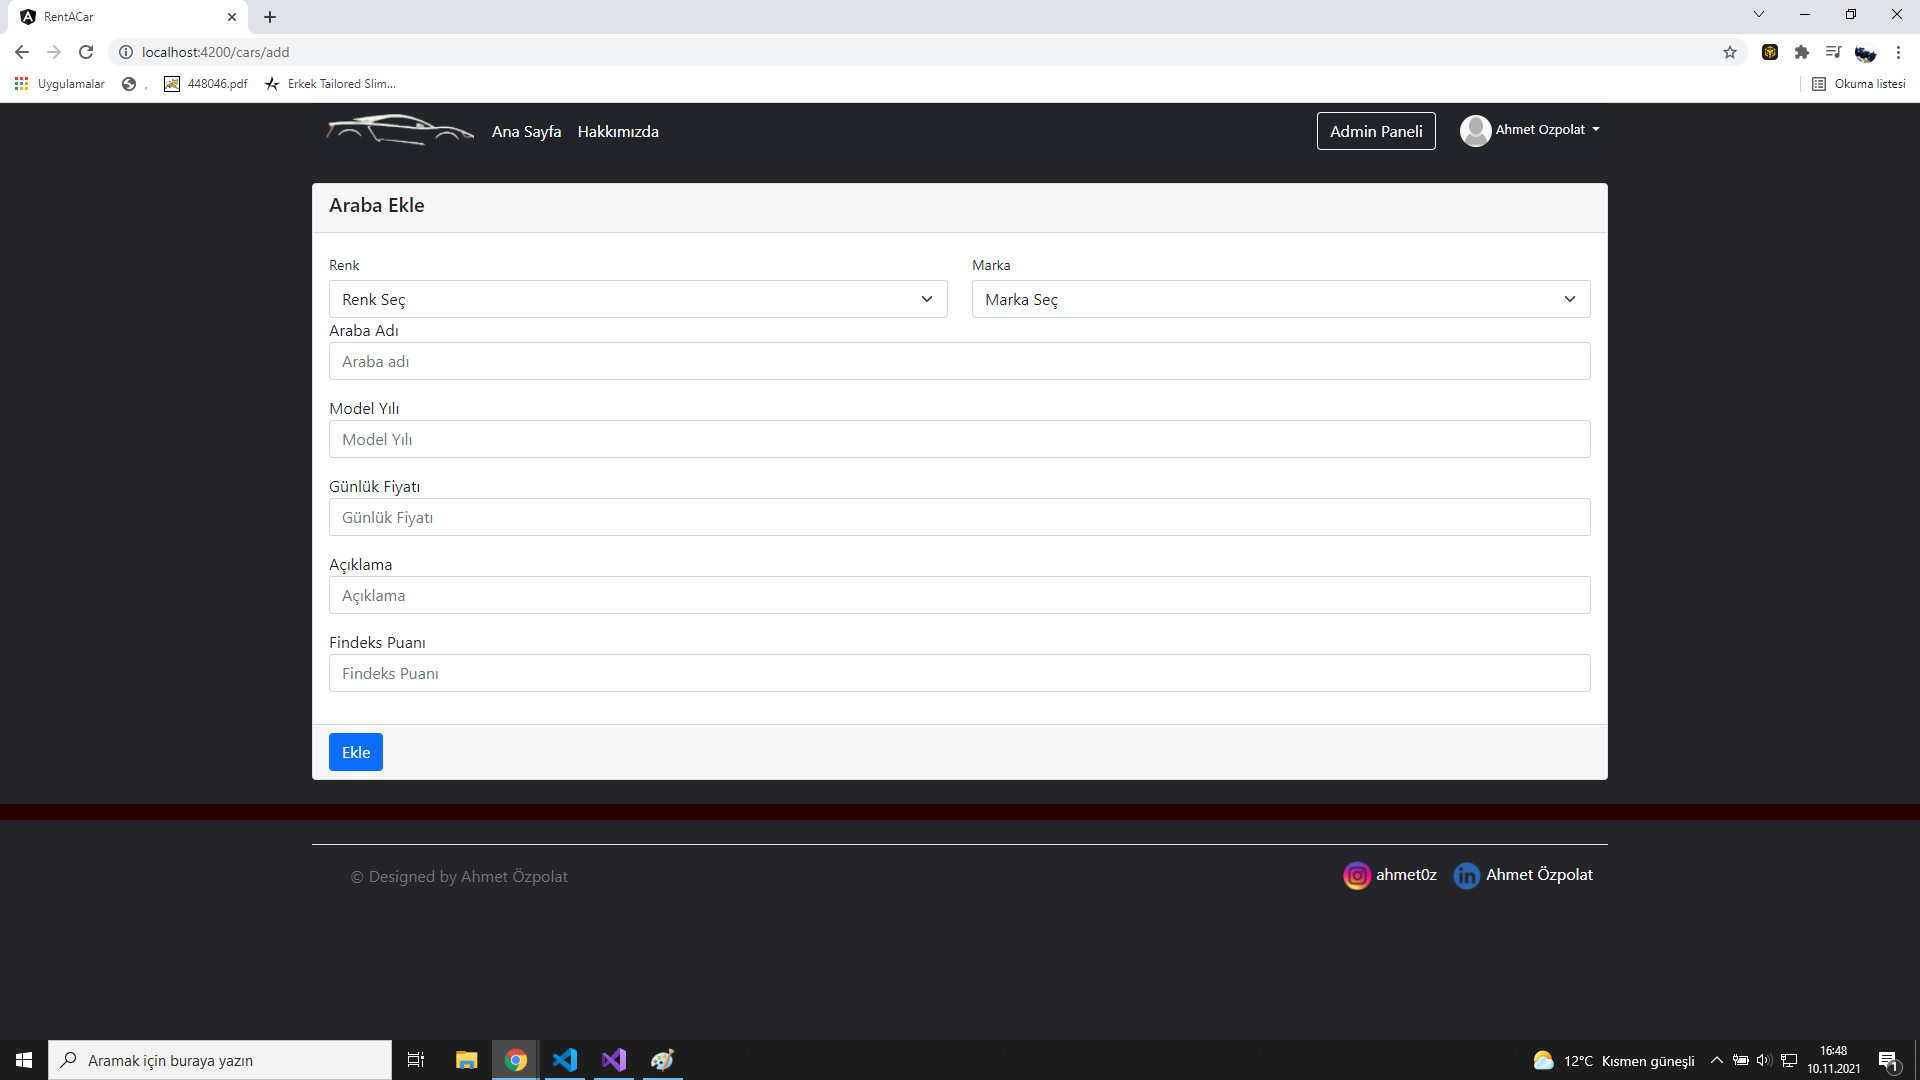 RentACar
localhost:4200/cars/add
Uygulamalar , 448046.pdf Erkek Tailored Slim... Okuma listesi
Ana Sayfa Hakkımızda Admin Paneli Ahmet Ozpolat
Araba Ekle
Renk Marka
Renk Seç Marka Seç
Araba Adı
Araba adı
Model Yılı
Model Yılı
Günlük Fiyatı
Günlük Fiyatı
Açıklama
Açıklama
Findeks Puanı
Findeks Puanı
Ekle
© Designed by Ahmet Özpolat ahmet0z in Ahmet Özpolat
Aramak için buraya yazın 12°C Kısmen güneşli 16:48
10.11.2021 1